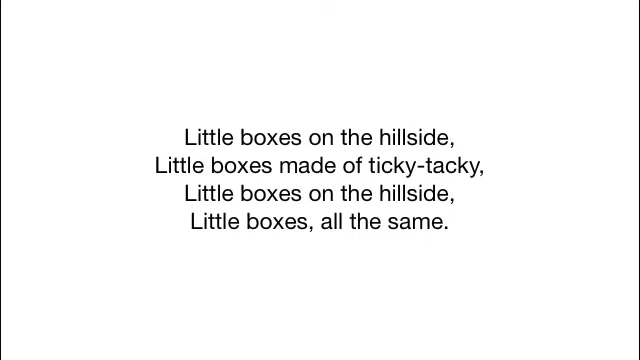 Little boxes on the hillside,
Little boxes made of ticky-tacky,
Little boxes on the hillside,
Little boxes, all the same.